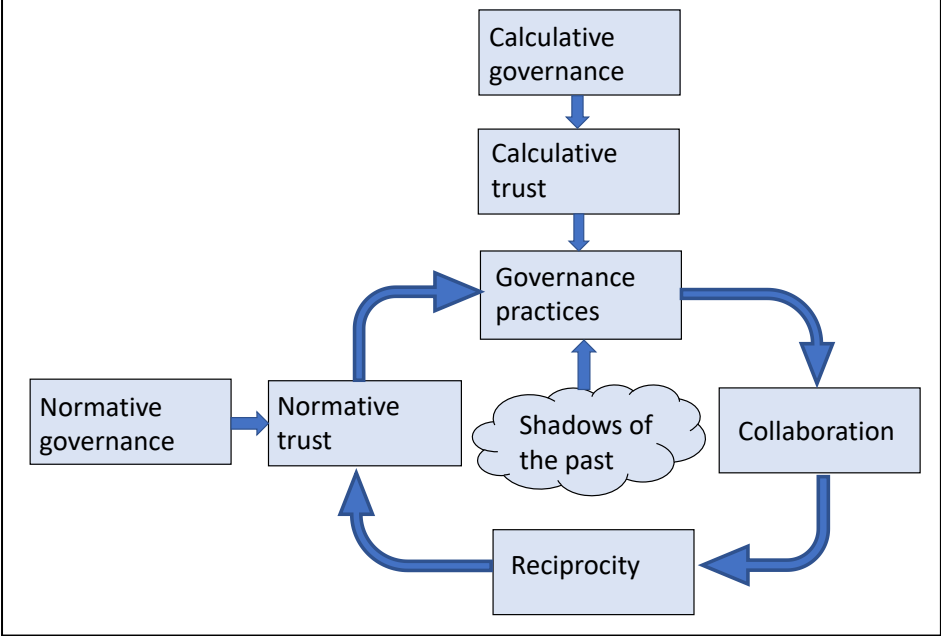 Calculative
governance
Calculative
trust
Governance
practices
Normative
governance
Normative
trust
Shadows of
the past
Collaboration
Reciprocity